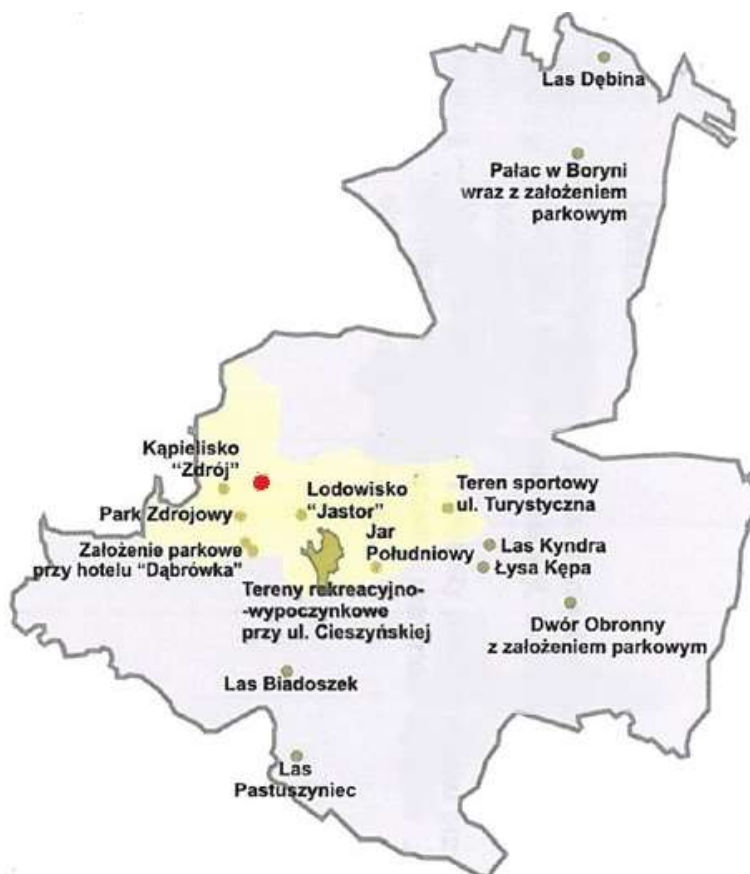 Las Dębina
Pałac w Boryni
wraz z założeniem
parkowym
Kąpielisko
"Zdrój"
Lodowisko
"Jastor"
Teren sportowy
ul. Turystyczna
Park Zdrojowy
Jar
Południowy
Las Kyndra
Założenie parkowe
przy hotelu "Dąbrówka"
Łysa Kępa
Tereny rekreacyjno-
-wypoczynkowe
przy ul. Cieszyńskiej
Dwór Obronny
z założeniem parkowym
Las Biadoszek
Las
Pastuszyniec